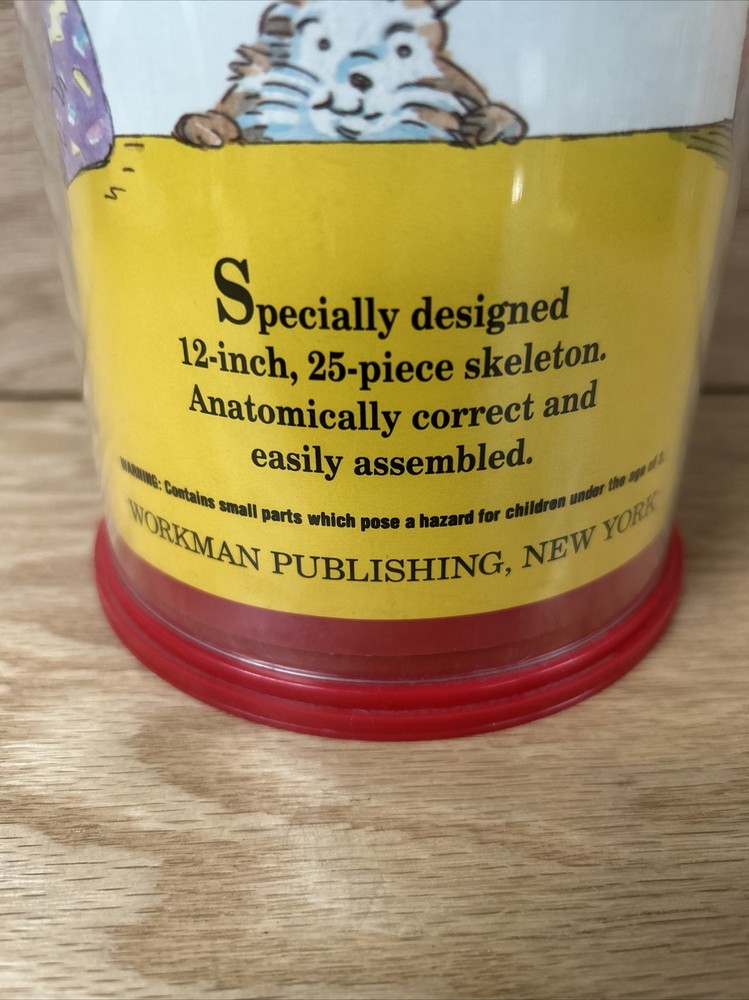 Specially designed
12-inch, 25-piece skeleton.
Anatomically correct and
easily assembled.
WARNING: Contains small parts which pose a hazard for children under the age of 3.
WORKMAN PUBLISHING, NEW YORK